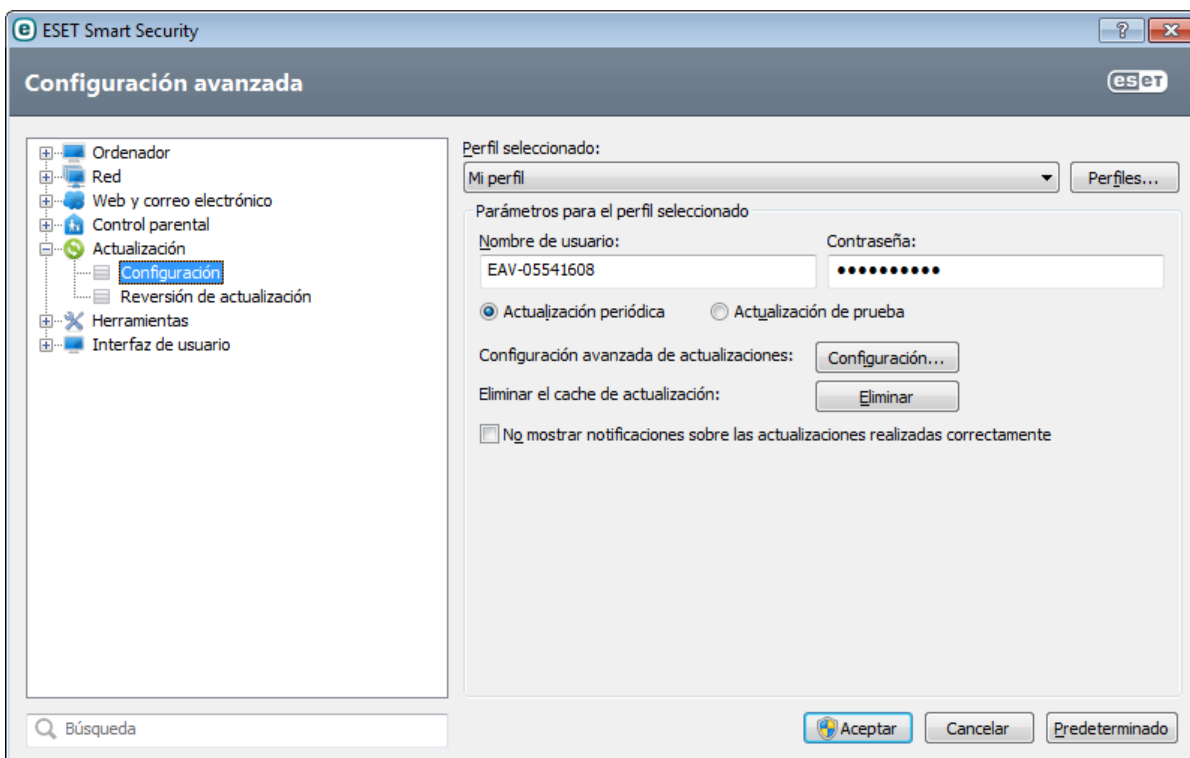 ESET Smart Security
Configuración avanzada
eset
Ordenador
Red
Web y correo electrónico
Control parental
Actualización
Configuración
Reversión de actualización
Herramientas
Interfaz de usuario
Búsqueda
Perfil seleccionado:
Mi perfil
Perfiles...
Parámetros para el perfil seleccionado
Nombre de usuario:
Contraseña:
EAV-05541608
••••••••••
Actualización periódica
Actualización de prueba
Configuración avanzada de actualizaciones:
Configuración...
Eliminar el cache de actualización:
Eliminar
No mostrar notificaciones sobre las actualizaciones realizadas correctamente
Aceptar
Cancelar
Predeterminado